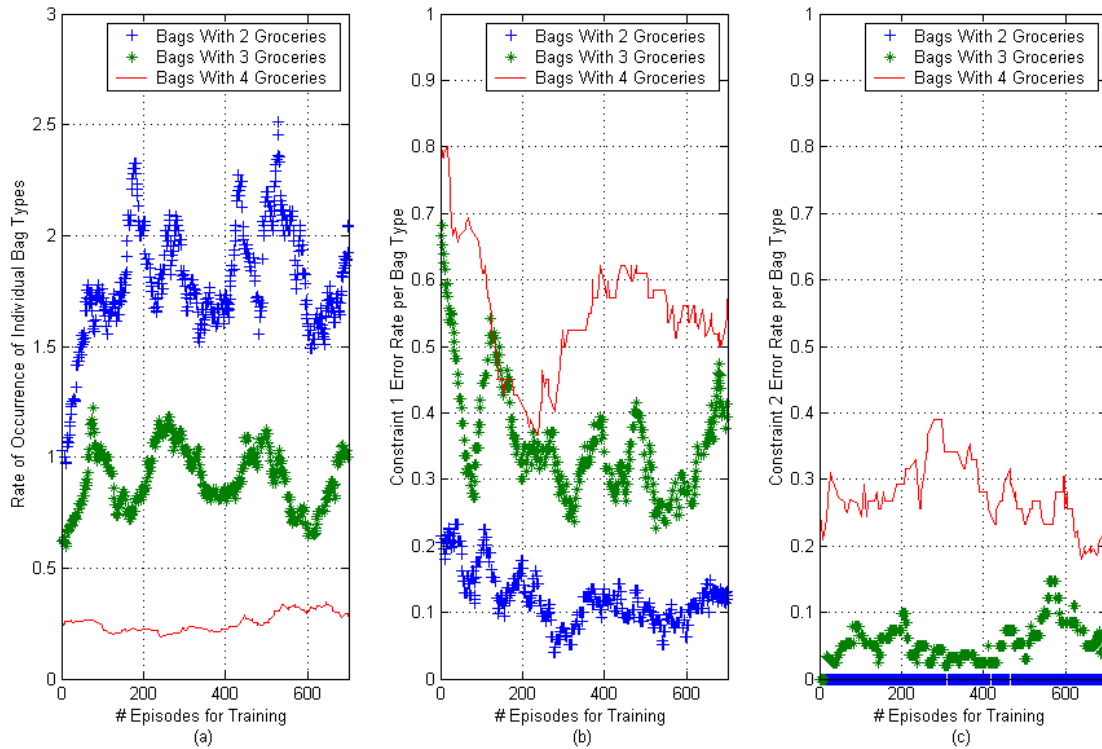 Rate of Occurrence of Individual Bag Types
3
2.5
2
1.5
1
0.5
0
Bags With 2 Groceries
Bags With 3 Groceries
Bags With 4 Groceries
0 200 400 600
# Episodes for Training
(a)
Constraint 1 Error Rate per Bag Type
1
0.9
0.8
0.7
0.6
0.5
0.4
0.3
0.2
0.1
0
Bags With 2 Groceries
Bags With 3 Groceries
Bags With 4 Groceries
0 200 400 600
# Episodes for Training
(b)
Constraint 2 Error Rate per Bag Type
1
0.9
0.8
0.7
0.6
0.5
0.4
0.3
0.2
0.1
0
Bags With 2 Groceries
Bags With 3 Groceries
Bags With 4 Groceries
0 200 400 600
# Episodes for Training
(c)